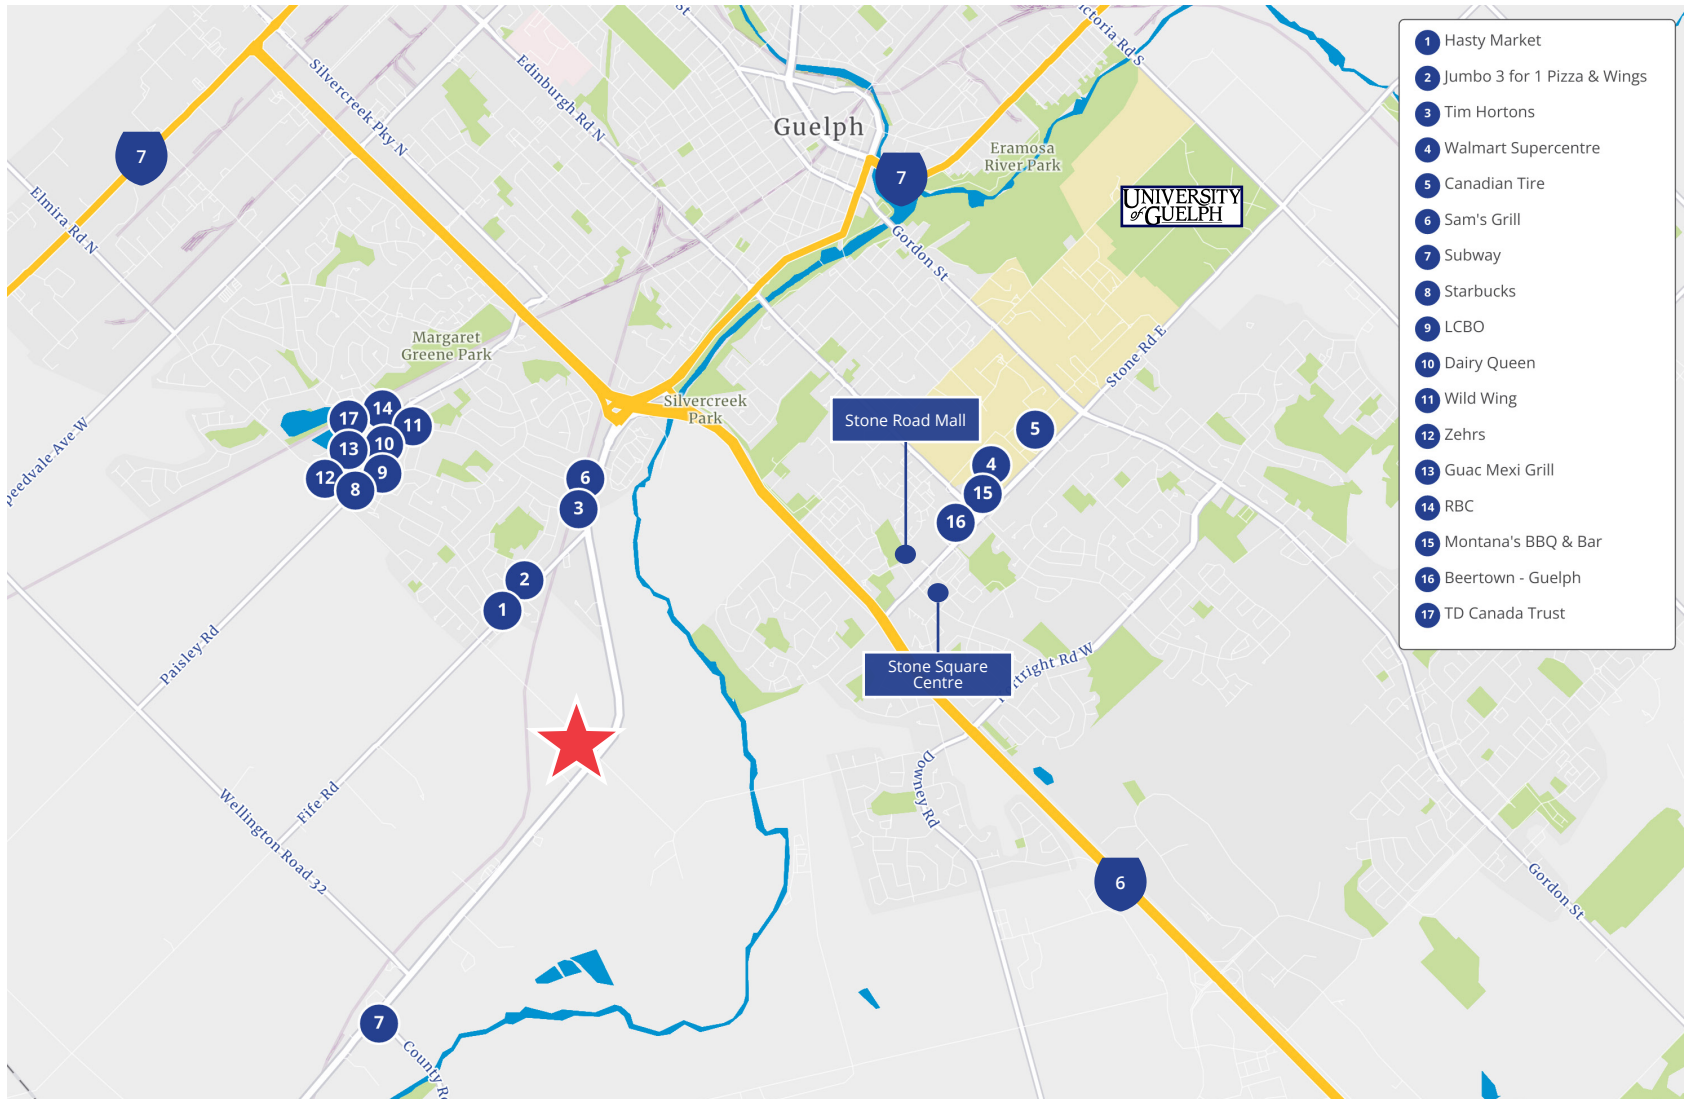 Silvercreek Pky N
Edinburgh Rd N
St
Victoria Rd S
Guelph
7
7
Eramosa
River Park
UNIVERSITY
of GUELPH
Elmira Rd N
Gordon St
Margaret
Greene Park
Stone Rd E
Silvercreek
Park
Stone Road Mall
17
14
11
13
10
12
9
8
6
3
5
4
15
16
2
1
Stone Square
Centre
Paisley Rd
Downey Rd
Fife Rd
Wellington Road 32
6
Gordon St
7
1 Hasty Market
2 Jumbo 3 for 1 Pizza & Wings
3 Tim Hortons
4 Walmart Supercentre
5 Canadian Tire
6 Sam's Grill
7 Subway
8 Starbucks
9 LCBO
10 Dairy Queen
11 Wild Wing
12 Zehrs
13 Guac Mexi Grill
14 RBC
15 Montana's BBQ & Bar
16 Beertown - Guelph
17 TD Canada Trust
peedvale Ave W
rtright Rd W
County R